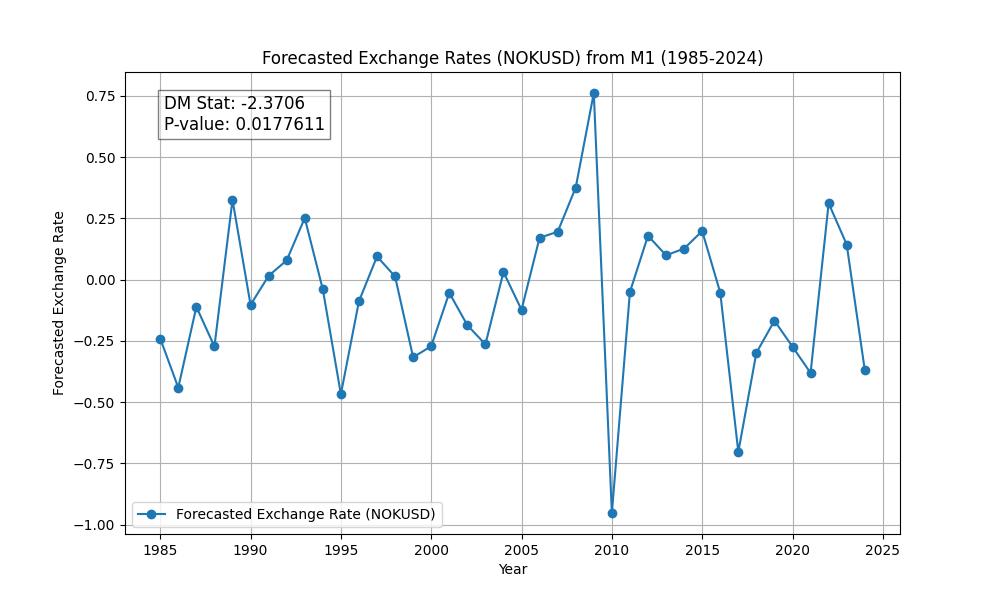 Forecasted Exchange Rates (NOKUSD) from M1 (1985-2024)
DM Stat: -2.3706
P-value: 0.0177611
Forecasted Exchange Rate
0.75
0.50
0.25
0.00
−0.25
−0.50
−0.75
−1.00
Forecasted Exchange Rate (NOKUSD)
1985 1990 1995 2000 2005 2010 2015 2020 2025
Year